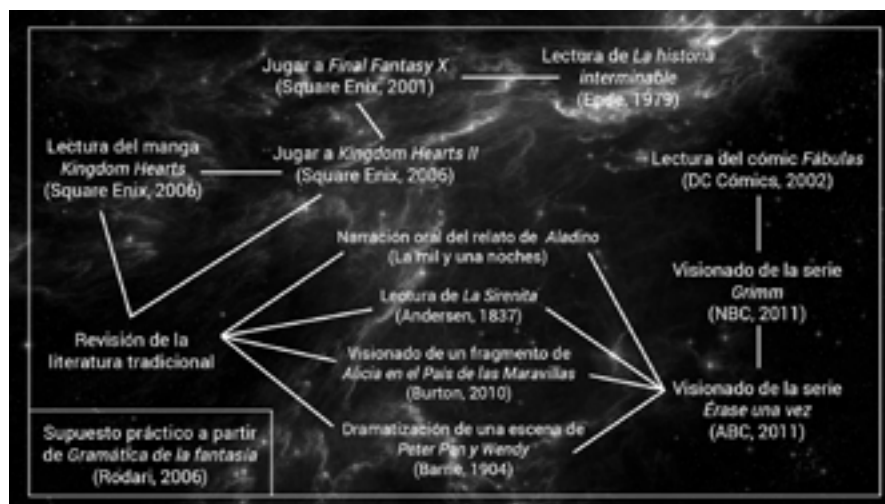 Jugar a Final Fantasy X
(Square Enix, 2001)
Lectura de La historia
interminable
(Ende, 1979)
Lectura del manga
Kingdom Hearts
(Square Enix, 2006)
Jugar a Kingdom Hearts II
(Square Enix, 2006)
Lectura del cómic Fábulas
(DC Cómics, 2002)
Narración oral del relato de Aladino
(La mil y una noches)
Visionado de la serie
Grimm
(NBC, 2011)
Lectura de La Sirenita
(Andersen, 1837)
Revisión de la
literatura tradicional
Visionado de un fragmento de
Alicia en el País de las Maravillas
(Burton, 2010)
Visionado de la serie
Érase una vez
(ABC, 2011)
Dramatización de una escena de
Peter Pan y Wendy
(Barrie, 1904)
Supuesto práctico a partir
de Gramática de la fantasía
(Rodari, 2006)